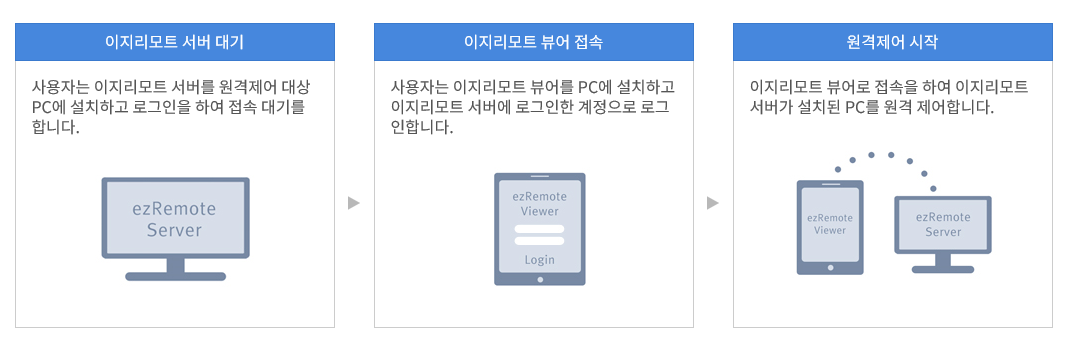 이지리모트 서버 대기
사용자는 이지리모트 서버를 원격제어 대상
PC에 설치하고 로그인을 하여 접속 대기를
합니다.
ezRemote
Server
이지리모트 뷰어 접속
사용자는 이지리모트 뷰어를 PC에 설치하고
이지리모트 서버에 로그인한 계정으로 로그
인합니다.
ezRemote
Viewer
Login
원격제어 시작
이지리모트 뷰어로 접속을 하여 이지리모트
서버가 설치된 PC를 원격 제어합니다.
ezRemote
Viewer
ezRemote
Server